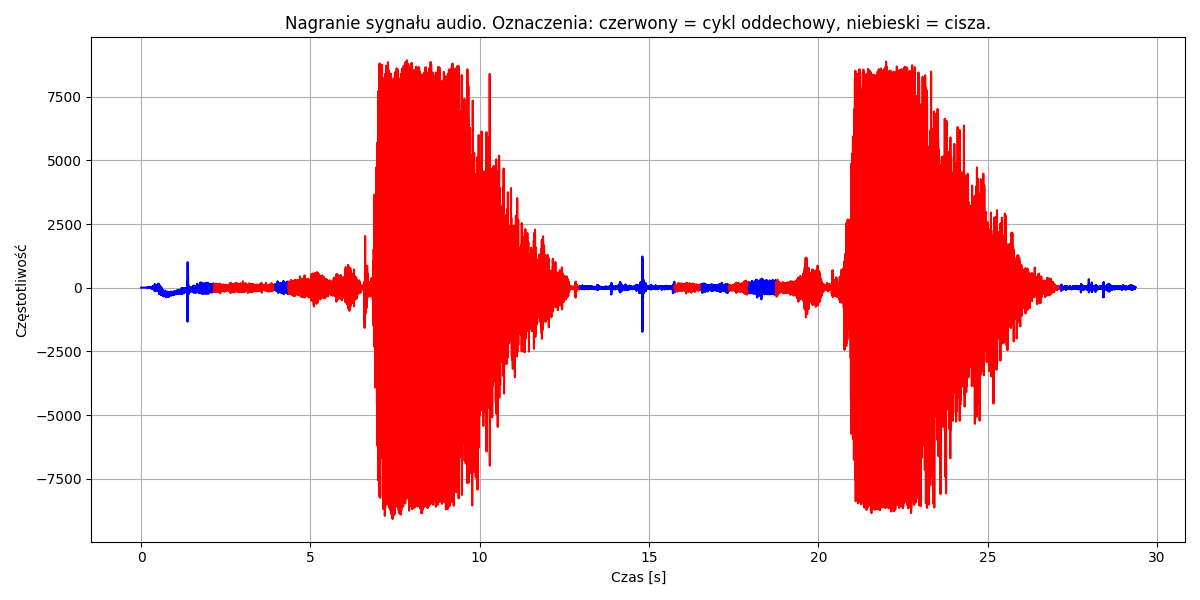 Nagranie sygnału audio. Oznaczenia: czerwony = cykl oddechowy, niebieski = cisza.
Częstotliwość
7500
5000
2500
0
−2500
−5000
−7500
0 5 10 15 20 25 30
Czas [s]